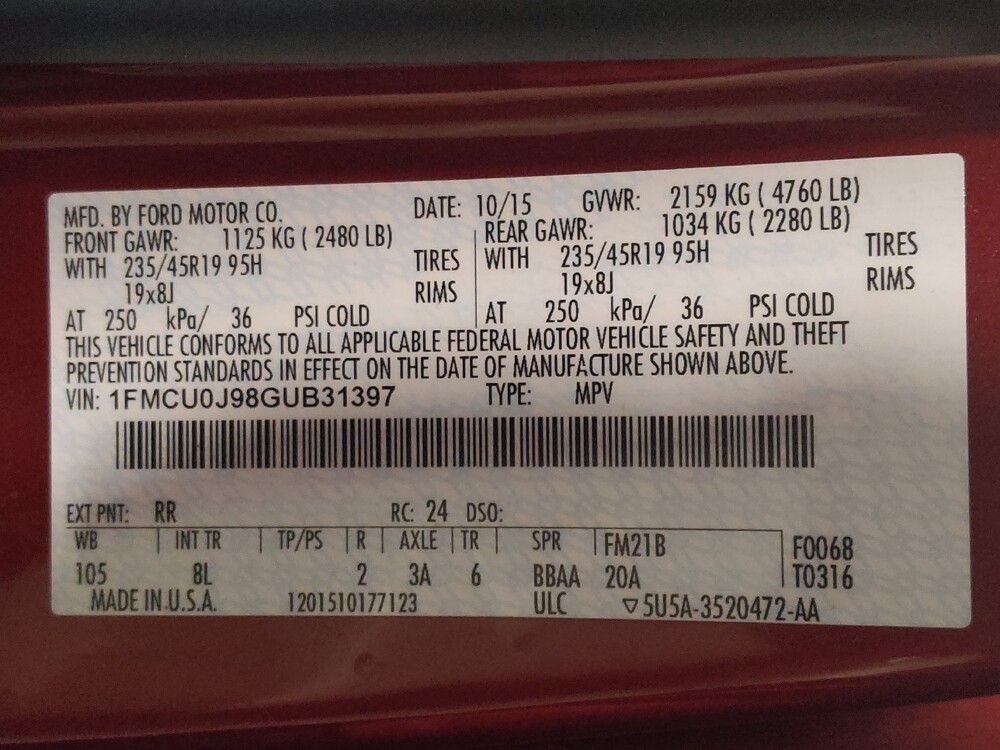 MFD. BY FORD MOTOR CO. DATE: 10/15 GVWR: 2159 KG ( 4760 LB)
FRONT GAWR: 1125 KG ( 2480 LB) REAR GAWR: 1034 KG ( 2280 LB)
WITH 235/45R19 95H TIRES WITH 235/45R19 95H TIRES
19x8J RIMS 19x8J RIMS
AT 250 kPa/ 36 PSI COLD AT 250 kPa/ 36 PSI COLD
THIS VEHICLE CONFORMS TO ALL APPLICABLE FEDERAL MOTOR VEHICLE SAFETY AND THEFT
PREVENTION STANDARDS IN EFFECT ON THE DATE OF MANUFACTURE SHOWN ABOVE.
VIN: 1FMCU0J98GUB31397 TYPE: MPV
EXT PNT: RR RC: 24 DSO:
WB INT TR TP/PS R AXLE TR SPR FM21B F0068
105 8L 2 3A 6 BBAA 20A T0316
MADE IN U.S.A. 1201510177123 ULC ▽5U5A-3520472-AA